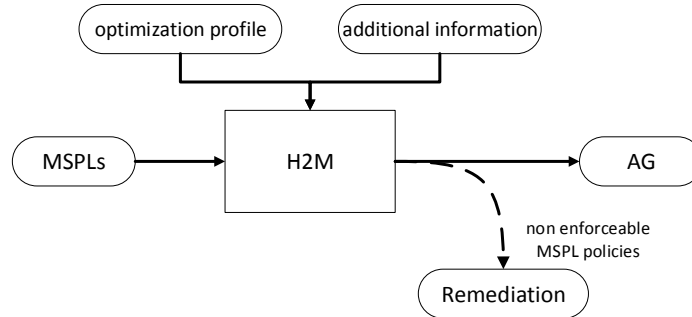 optimization profile
additional information
MSPLs
H2M
AG
non enforceable
MSPL policies
Remediation